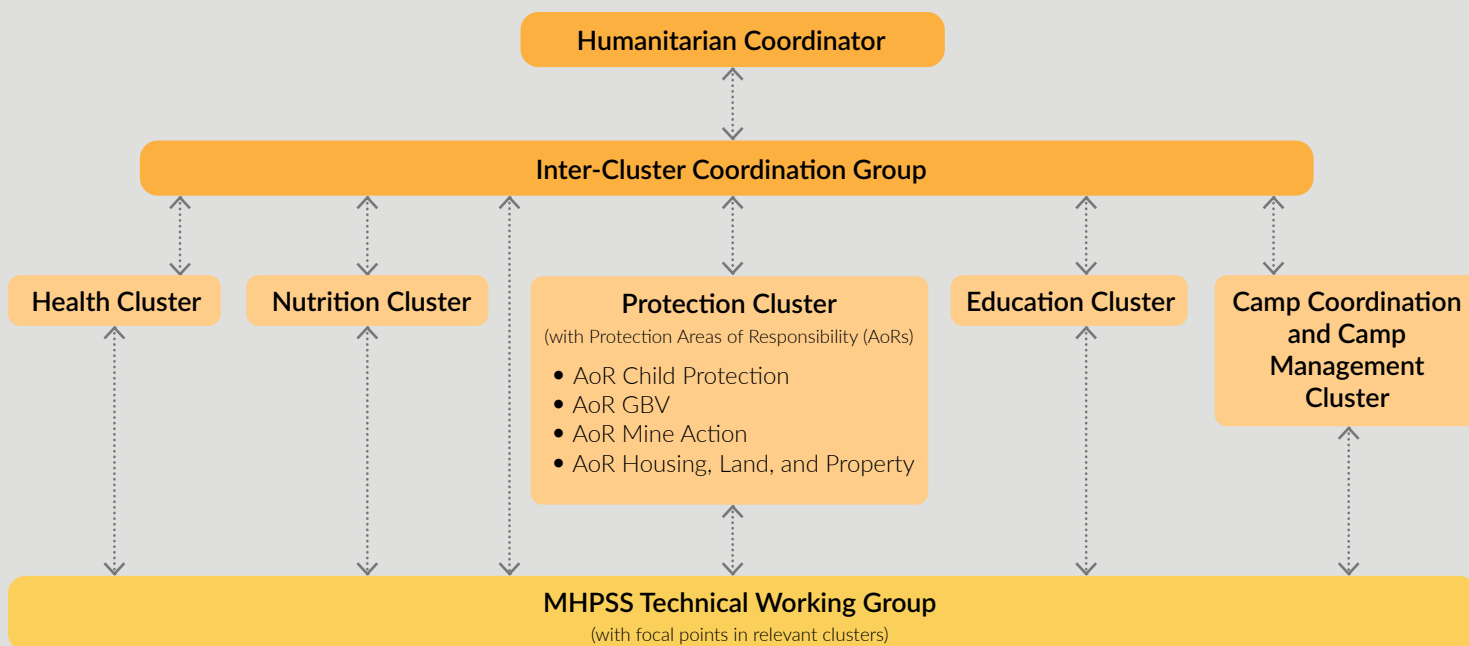 Humanitarian Coordinator
Inter-Cluster Coordination Group
Health Cluster
Nutrition Cluster
Protection Cluster
(with Protection Areas of Responsibility (AoRs)
• AoR Child Protection
• AoR GBV
• AoR Mine Action
• AoR Housing, Land, and Property
Education Cluster
Camp Coordination
and Camp
Management
Cluster
MHPSS Technical Working Group
(with focal points in relevant clusters)